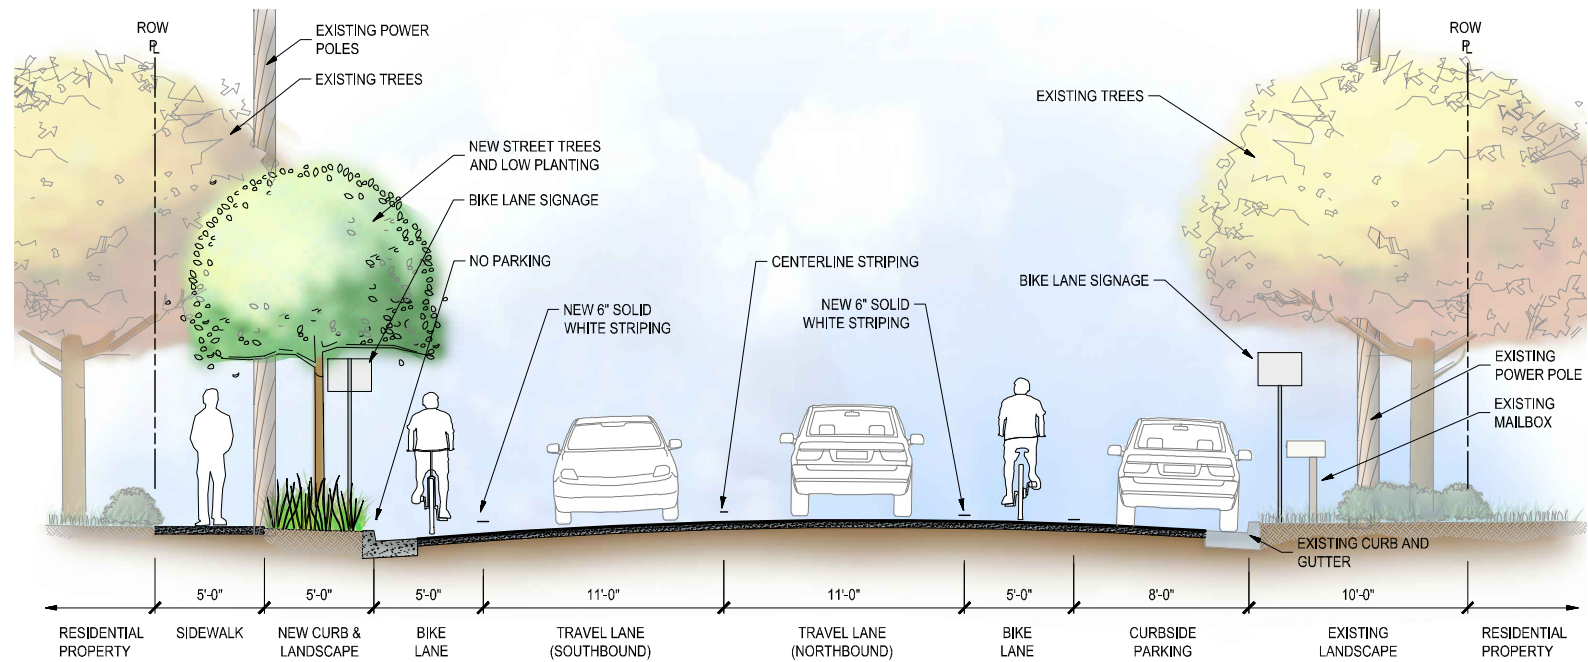 ROW
PL
EXISTING POWER
POLES
EXISTING TREES
NEW STREET TREES
AND LOW PLANTING
BIKE LANE SIGNAGE
NO PARKING
NEW 6" SOLID
WHITE STRIPING
CENTERLINE STRIPING
NEW 6" SOLID
WHITE STRIPING
EXISTING TREES
BIKE LANE SIGNAGE
ROW
PL
EXISTING
POWER POLE
EXISTING
MAILBOX
EXISTING CURB AND
GUTTER
5'-0"
5'-0"
5'-0"
11'-0"
11'-0"
5'-0"
8'-0"
10'-0"
RESIDENTIAL
PROPERTY
SIDEWALK
NEW CURB &
LANDSCAPE
BIKE
LANE
TRAVEL LANE
(SOUTHBOUND)
TRAVEL LANE
(NORTHBOUND)
BIKE
LANE
CURBSIDE
PARKING
EXISTING
LANDSCAPE
RESIDENTIAL
PROPERTY